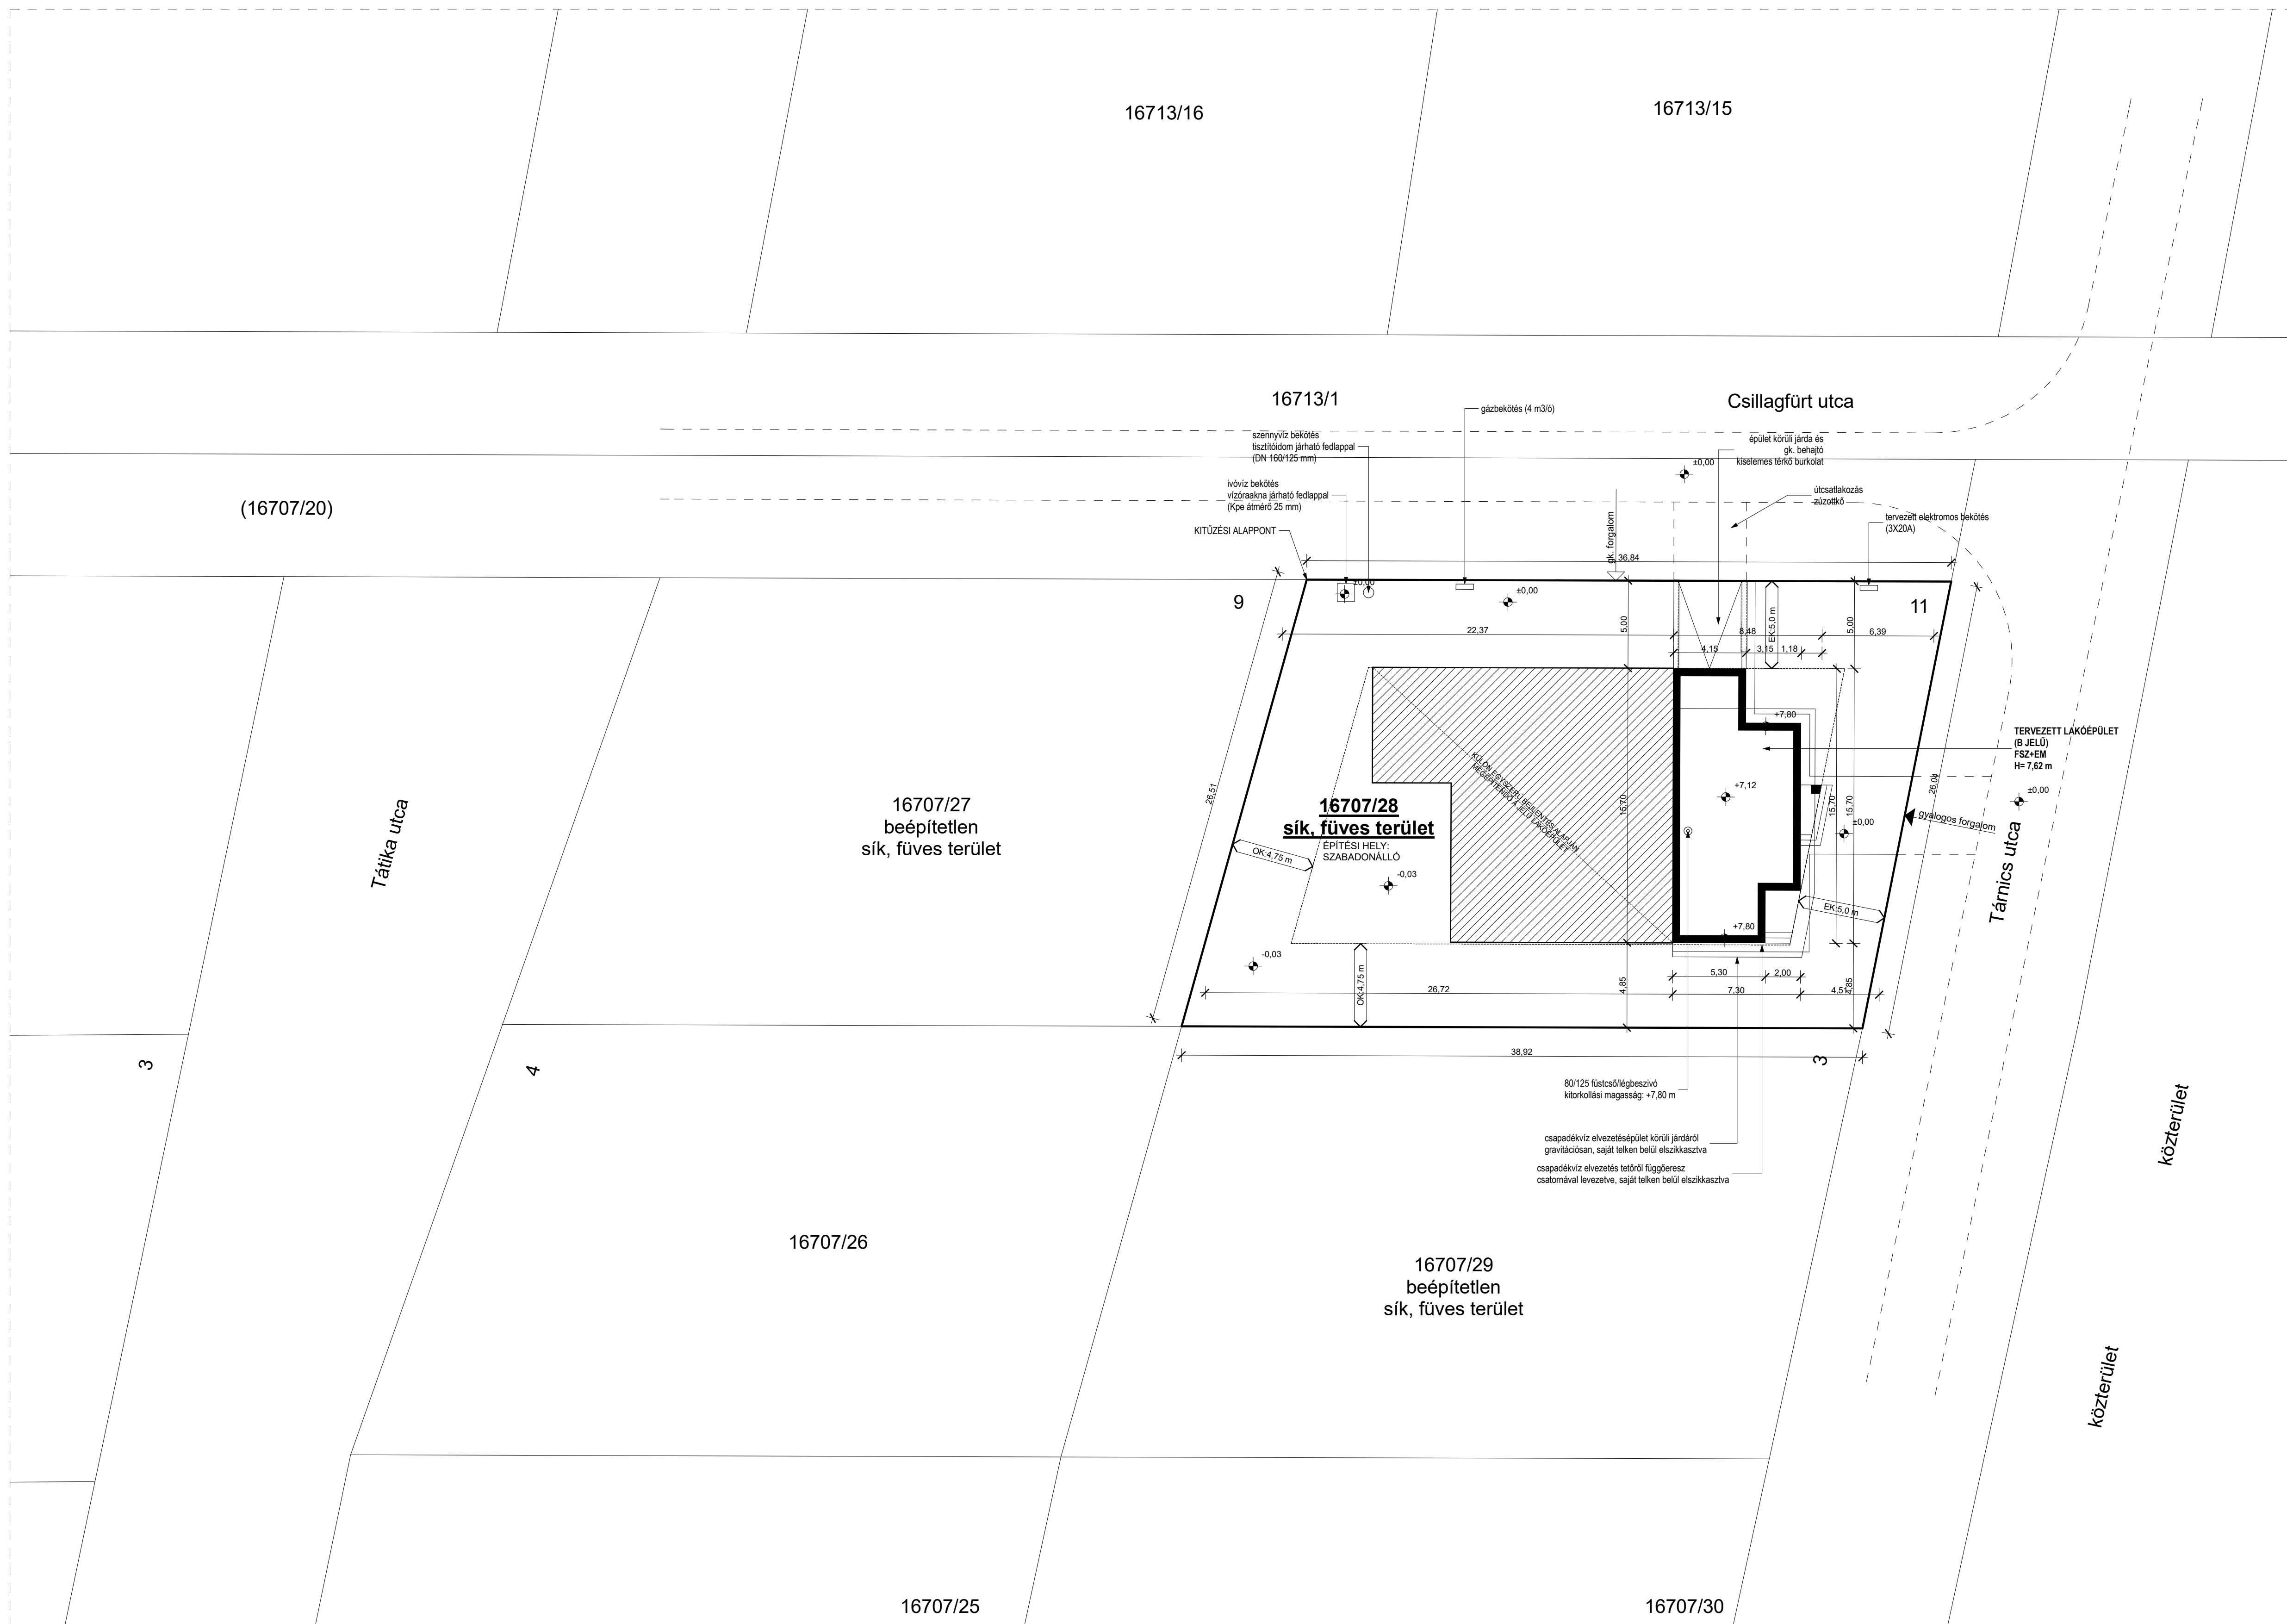 16713/16
16713/15
16713/1
Csillagfürt utca
gázbekötés (4 m3/ó)
szennyvíz bekötés
tisztítóidom járható fedlappal
(DN 160/125 mm)
épület körüli járda és
gk. behajtó
kiselemes térkő burkolat
±0,00
ivóvíz bekötés
vízóraakna járható fedlappal
(Kpe átmérő 25 mm)
útcsatlakozás
zúzottkő
(16707/20)
tervezett elektromos bekötés
(3X20A)
KITŰZÉSI ALAPPONT
gk. forgalom
36,84
±0,00
±0,00
9
11
22,37
5,00
8,48
EK:5,0 m
5,00
6,39
4,15
3,15
1,18
+7,80
TERVEZETT LAKÓÉPÜLET
(B JELŰ)
FSZ+EM
H= 7,62 m
KÜLÖN EGYSZERŰ BEJELENTÉS ALAPJÁN
MEGÉPÍTENDŐ A JELŰ LAKÓÉPÜLET
+7,12
26,04
±0,00
26,51
15,70
15,70
15,70
±0,00
gyalogos forgalom
16707/27
beépítetlen
sík, füves terület
16707/28
sík, füves terület
ÉPÍTÉSI HELY:
SZABADONÁLLÓ
Tátika utca
Tárnics utca
OK:4,75 m
-0,03
EK:5,0 m
+7,80
-0,03
OK:4,75 m
5,30
2,00
26,72
4,85
7,30
4,51
4,85
38,92
3
4
3
80/125 füstcső/légbeszivó
kitorkollási magasság: +7,80 m
közterület
csapadékvíz elvezetésépület körüli járdáról
gravitációsan, saját telken belül elszikkasztva
csapadékvíz elvezetés tetőről függőeresz
csatornával levezetve, saját telken belül elszikkasztva
16707/26
16707/29
beépítetlen
sík, füves terület
közterület
16707/25
16707/30